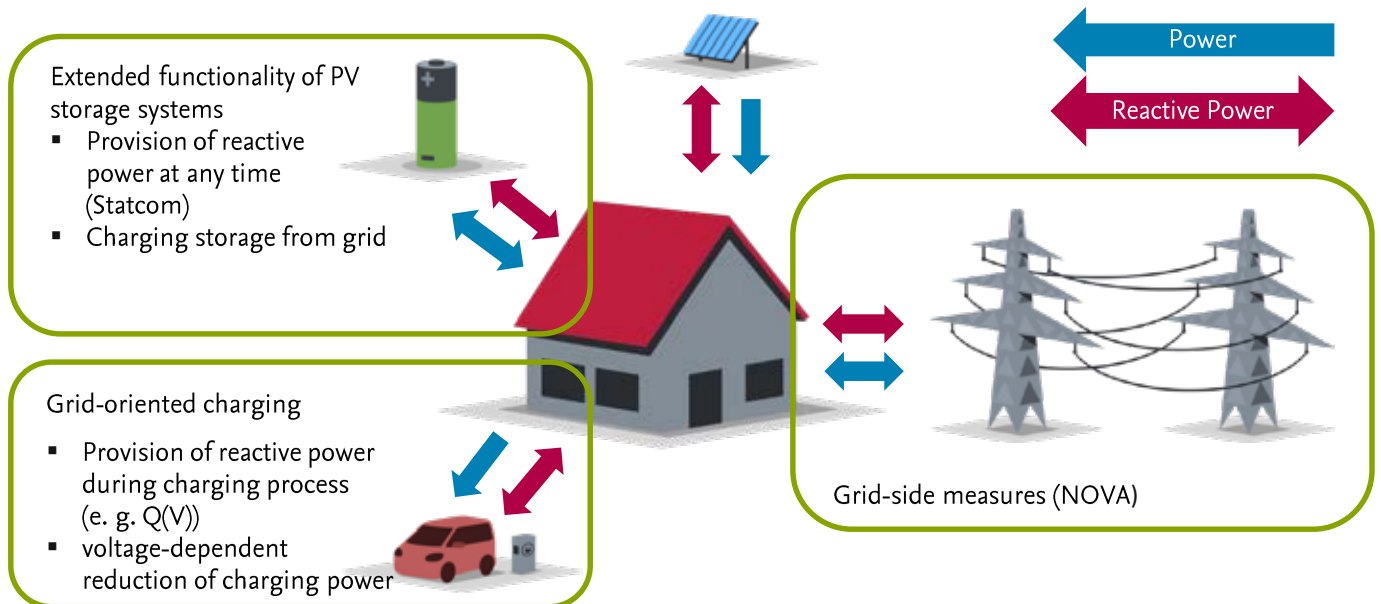 Extended functionality of PV
storage systems
▪ Provision of reactive
power at any time
(Statcom)
▪ Charging storage from grid
Power
Reactive Power
Grid-oriented charging
▪ Provision of reactive power
during charging process
(e. g. Q(V))
▪ voltage-dependent
reduction of charging power
Grid-side measures (NOVA)